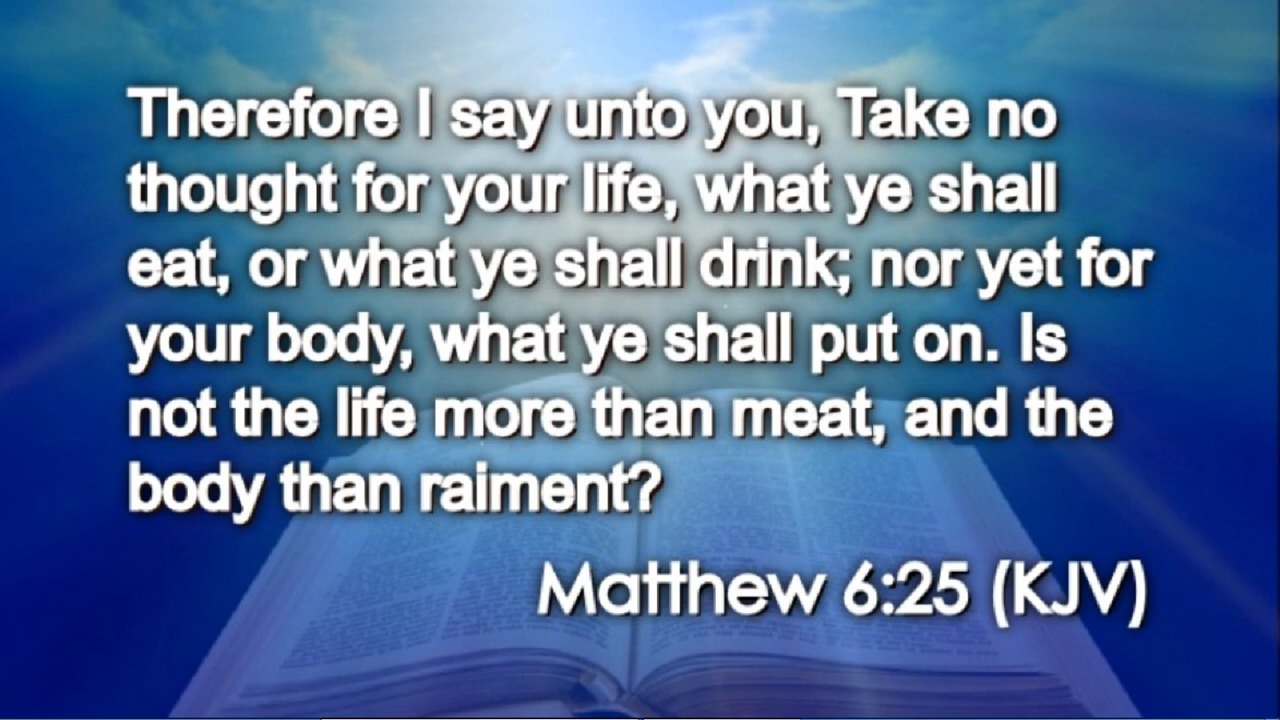 Therefore I say unto you, Take no
thought for your life, what ye shall
eat, or what ye shall drink; nor yet for
your body, what ye shall put on. Is
not the life more than meat, and the
body than raiment?
Matthew 6:25 (KJV)